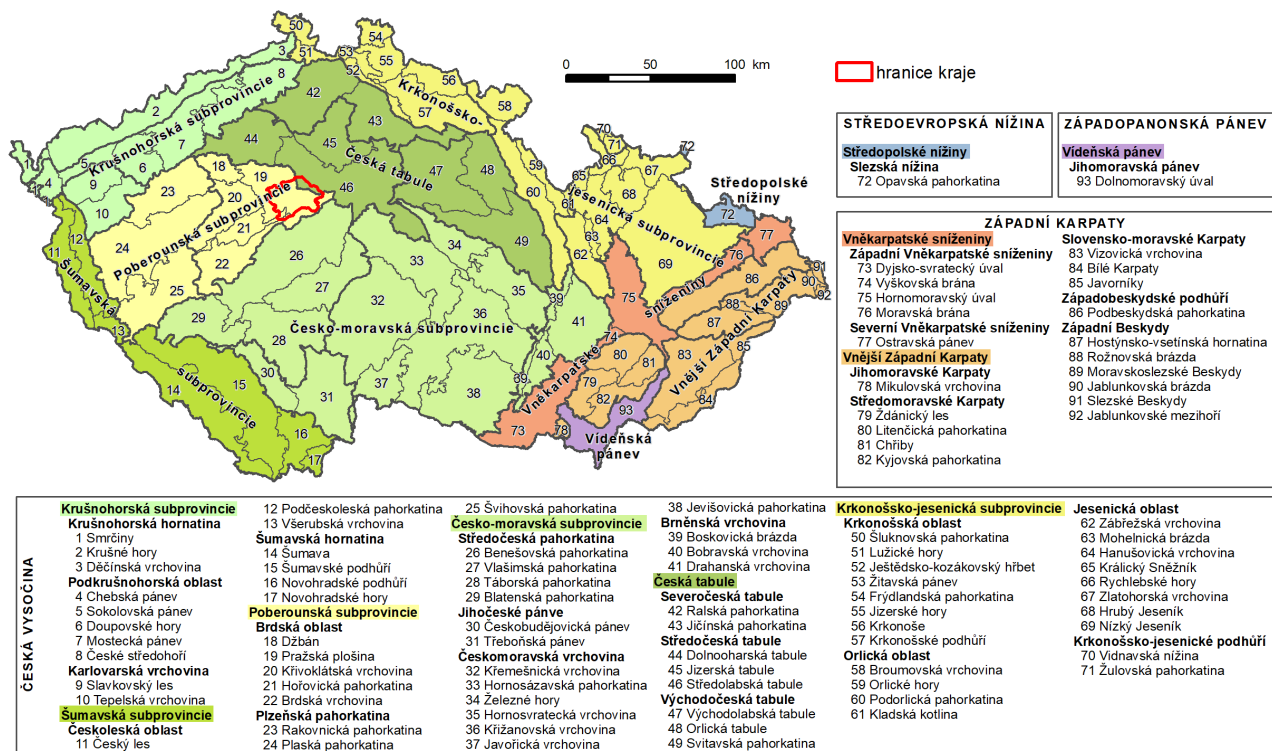 0 50 100 km
hranice kraje
Krušnohorská subprovincie
Krkonošsko-
jesenická subprovincie
Česká tabule
Poberounská subprovincie
Šumavská
subprovincie
Česko-moravská subprovincie
Středopolské
nížiny
Vněkarpatské
sníženiny
Vnější Západní Karpaty
Vídeňská
pánev
STŘEDOEVROPSKÁ NÍŽINA
Středopolské nížiny
Slezská nížina
72 Opavská pahorkatina
ZÁPADOPANONSKÁ PÁNEV
Vídeňská pánev
Jihomoravská pánev
93 Dolnomoravský úval
ZÁPADNÍ KARPATY
Vněkarpatské sníženiny
Západní Vněkarpatské sníženiny
73 Dyjsko-svratecký úval
74 Vyškovská brána
75 Hornomoravský úval
76 Moravská brána
Severní Vněkarpatské sníženiny
77 Ostravská pánev
Vnější Západní Karpaty
Jihomoravské Karpaty
78 Mikulovská vrchovina
Středomoravské Karpaty
79 Ždánický les
80 Litenčická pahorkatina
81 Chřiby
82 Kyjovská pahorkatina
Slovensko-moravské Karpaty
83 Vizovická vrchovina
84 Bílé Karpaty
85 Javorníky
Západobeskydské podhůří
86 Podbeskydská pahorkatina
Západní Beskydy
87 Hostýnsko-vsetínská hornatina
88 Rožnovská brázda
89 Moravskoslezské Beskydy
90 Jablunkovská brázda
91 Slezské Beskydy
92 Jablunkovské mezihoří
ČESKÁ VYSOČINA
Krušnohorská subprovincie
Krušnohorská hornatina
1 Smrčiny
2 Krušné hory
3 Děčínská vrchovina
Podkrušnohorská oblast
4 Chebská pánev
5 Sokolovská pánev
6 Doupovské hory
7 Mostecká pánev
8 České středohoří
Karlovarská vrchovina
9 Slavkovský les
10 Tepelská vrchovina
Šumavská subprovincie
Českoleská oblast
11 Český les
12 Podčeskoleská pahorkatina
13 Všerubská vrchovina
Šumavská hornatina
14 Šumava
15 Šumavské podhůří
16 Novohradské podhůří
17 Novohradské hory
Poberounská subprovincie
Brdská oblast
18 Džbán
19 Pražská plošina
20 Křivoklátská vrchovina
21 Hořovická pahorkatina
22 Brdská vrchovina
Plzeňská pahorkatina
23 Rakovnická pahorkatina
24 Plaská pahorkatina
25 Švihovská pahorkatina
Česko-moravská subprovincie
Středočeská pahorkatina
26 Benešovská pahorkatina
27 Vlašimská pahorkatina
28 Táborská pahorkatina
29 Blatenská pahorkatina
Jihočeské pánve
30 Českobudějovická pánev
31 Třeboňská pánev
Českomoravská vrchovina
32 Křemešnická vrchovina
33 Hornosázavská pahorkatina
34 Železné hory
35 Hornosvratecká vrchovina
36 Křižanovská vrchovina
37 Javořická vrchovina
38 Jevišovická pahorkatina
Brněnská vrchovina
39 Boskovická brázda
40 Bobravská vrchovina
41 Drahanská vrchovina
Česká tabule
Severočeská tabule
42 Ralská pahorkatina
43 Jičínská pahorkatina
Středočeská tabule
44 Dolnooharská tabule
45 Jizerská tabule
46 Středolabská tabule
Východočeská tabule
47 Východolabská tabule
48 Orlická tabule
49 Svitavská pahorkatina
Krkonošsko-jesenická subprovincie
Krkonošská oblast
50 Šluknovská pahorkatina
51 Lužické hory
52 Ještědsko-kozákovský hřbet
53 Žitavská pánev
54 Frýdlandská pahorkatina
55 Jizerské hory
56 Krkonoše
57 Krkonošské podhůří
Orlická oblast
58 Broumovská vrchovina
59 Orlické hory
60 Podorlická pahorkatina
61 Kladská kotlina
Jesenická oblast
62 Zábřežská vrchovina
63 Mohelnická brázda
64 Hanušovická vrchovina
65 Králický Sněžník
66 Rychlebské hory
67 Zlatohorská vrchovina
68 Hrubý Jeseník
69 Nízký Jeseník
Krkonošsko-jesenické podhůří
70 Vidnavská nížina
71 Žulovská pahorkatina